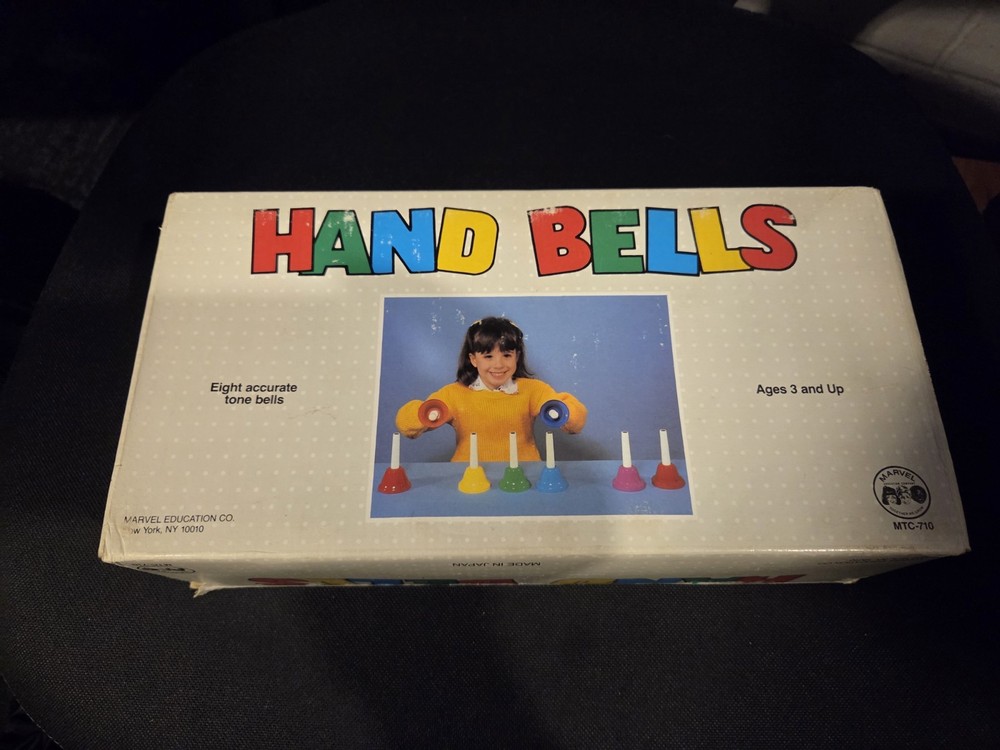 HAND BELLS
Eight accurate
tone bells
Ages 3 and Up
MARVEL EDUCATION CO.
New York, NY 10010
MARVEL
MTC-710
MADE IN JAPAN